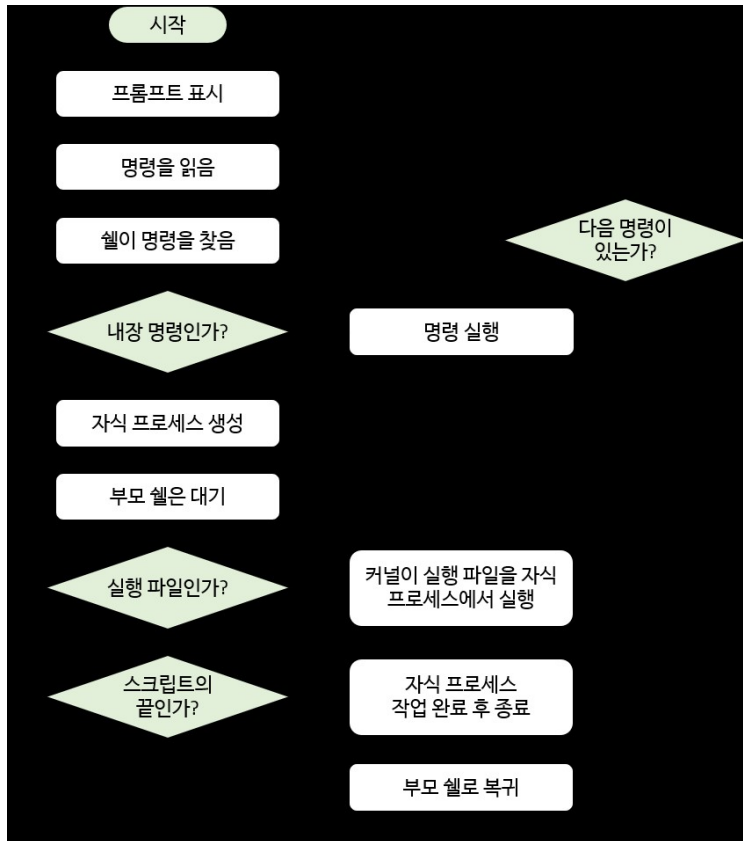 시작
프롬프트 표시
명령을 읽음
쉘이 명령을 찾음
다음 명령이
있는가?
내장 명령인가?
명령 실행
자식 프로세스 생성
부모 쉘은 대기
실행 파일인가?
커널이 실행 파일을 자식
프로세스에서 실행
스크립트의
끝인가?
자식 프로세스
작업 완료 후 종료
부모 쉘로 복귀